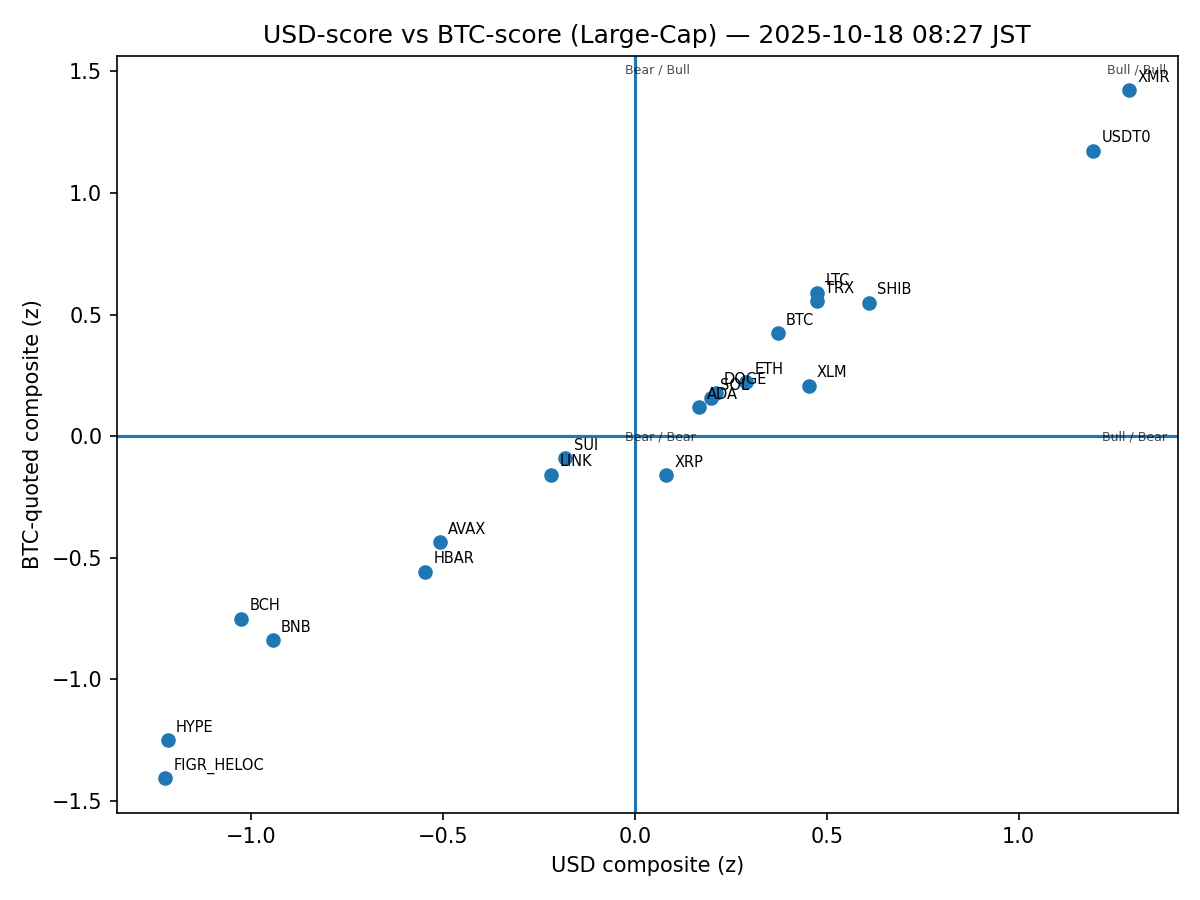 USD-score vs BTC-score (Large-Cap) — 2025-10-18 08:27 JST
Bear / Bull
Bull / Bull
XMR
USDT0
LTC
TRX
SHIB
BTC
ETH
XLM
DOGE
SOL
ADA
Bear / Bear
Bull / Bear
SUI
LINK
XRP
AVAX
HBAR
BCH
BNB
HYPE
FIGR_HELOC
1.5
1.0
0.5
0.0
−0.5
−1.0
−1.5
BTC-quoted composite (z)
−1.0
−0.5
0.0
0.5
1.0
USD composite (z)